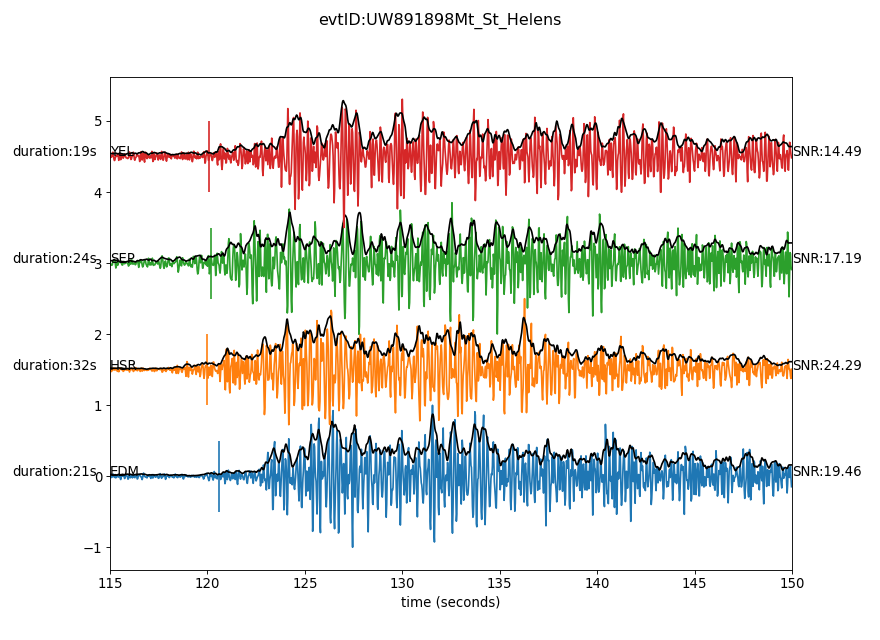 evtID:UW891898Mt_St_Helens
5
duration:19s YEL SNR:14.49
4
duration:24s 3 SEP SNR:17.19
2
duration:32s HSR SNR:24.29
1
duration:21s 0 EDM SNR:19.46
−1
115 120 125 130 135 140 145 150
time (seconds)